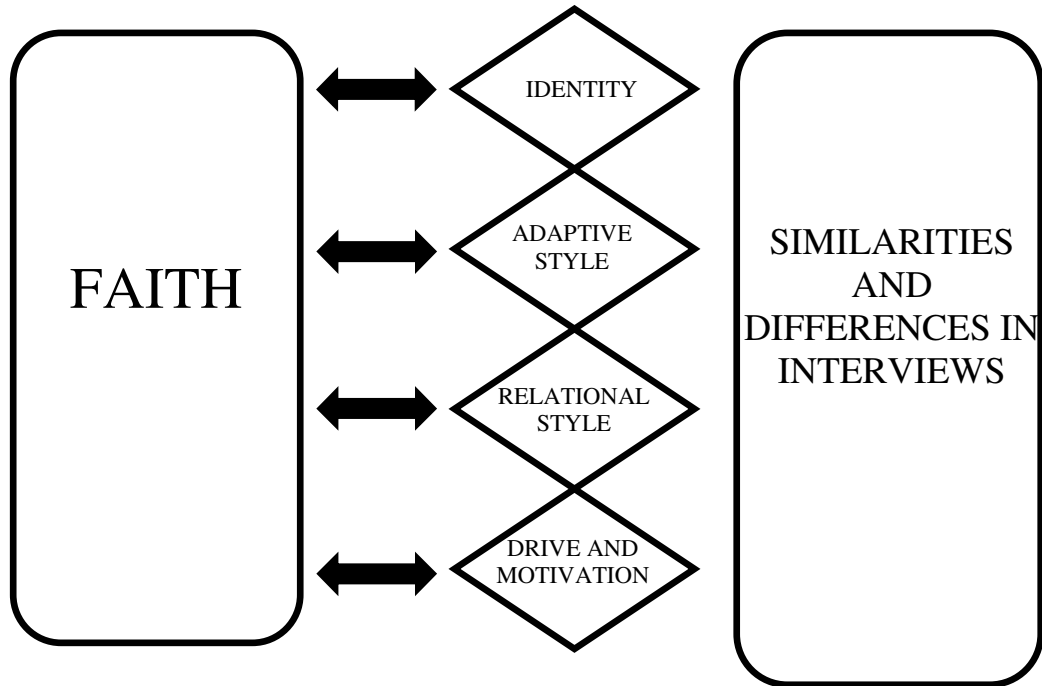 FAITH
IDENTITY
ADAPTIVE
STYLE
RELATIONAL
STYLE
DRIVE AND
MOTIVATION
SIMILARITIES
AND
DIFFERENCES IN
INTERVIEWS